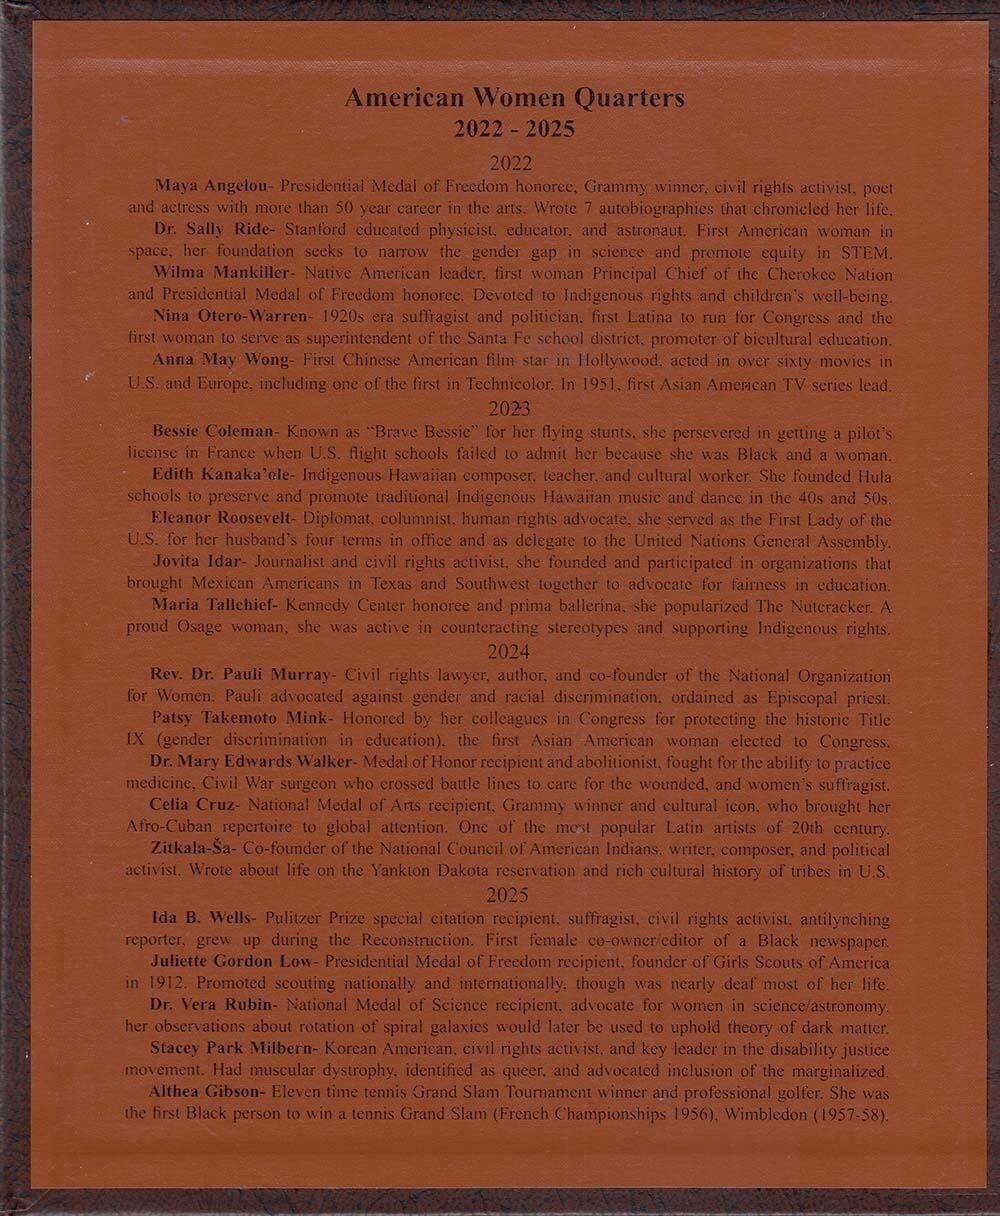 American Women Quarters
2022 - 2025
2022
Maya Angelou- Presidential Medal of Freedom honoree, Grammy winner, civil rights activist, poet
and actress with more than 50 year career in the arts. Wrote 7 autobiographies that chronicled her life.
Dr. Sally Ride- Stanford educated physicist, educator, and astronaut. First American woman in
space, her foundation seeks to narrow the gender gap in science and promote equity in STEM.
Wilma Mankiller- Native American leader, first woman Principal Chief of the Cherokee Nation
and Presidential Medal of Freedom honoree. Devoted to Indigenous rights and children's well-being.
Nina Otero-Warren- 1920s era suffragist and politician, first Latina to run for Congress and the
first woman to serve as superintendent of the Santa Fe school district, promoter of bicultural education.
Anna May Wong- First Chinese American film star in Hollywood, acted in over sixty movies in
U.S. and Europe, including one of the first in Technicolor. In 1951, first Asian American TV series lead.
2023
Bessie Coleman- Known as “Brave Bessie” for her flying stunts, she persevered in getting a pilot's
license in France when U.S. flight schools failed to admit her because she was Black and a woman.
Edith Kanaka'ole- Indigenous Hawaiian composer, teacher, and cultural worker. She founded Hula
schools to preserve and promote traditional Indigenous Hawaiian music and dance in the 40s and 50s.
Eleanor Roosevelt- Diplomat, columnist, human rights advocate, she served as the First Lady of the
U.S. for her husband's four terms in office and as delegate to the United Nations General Assembly.
Jovita Idar- Journalist and civil rights activist, she founded and participated in organizations that
brought Mexican Americans in Texas and Southwest together to advocate for fairness in education.
Maria Tallchief- Kennedy Center honoree and prima ballerina, she popularized The Nutcracker. A
proud Osage woman, she was active in counteracting stereotypes and supporting Indigenous rights.
2024
Rev. Dr. Pauli Murray- Civil rights lawyer, author, and co-founder of the National Organization
for Women. Pauli advocated against gender and racial discrimination, ordained as Episcopal priest.
Patsy Takemoto Mink- Honored by her colleagues in Congress for protecting the historic Title
IX (gender discrimination in education), the first Asian American woman elected to Congress.
Dr. Mary Edwards Walker- Medal of Honor recipient and abolitionist, fought for the ability to practice
medicine, Civil War surgeon who crossed battle lines to care for the wounded, and women's suffragist.
Celia Cruz- National Medal of Arts recipient, Grammy winner and cultural icon, who brought her
Afro-Cuban repertoire to global attention. One of the most popular Latin artists of 20th century.
Zitkala-Ša- Co-founder of the National Council of American Indians, writer, composer, and political
activist. Wrote about life on the Yankton Dakota reservation and rich cultural history of tribes in U.S.
2025
Ida B. Wells- Pulitzer Prize special citation recipient, suffragist, civil rights activist, antilynching
reporter, grew up during the Reconstruction. First female co-owner/editor of a Black newspaper.
Juliette Gordon Low- Presidential Medal of Freedom recipient, founder of Girls Scouts of America
in 1912. Promoted scouting nationally and internationally, though was nearly deaf most of her life.
Dr. Vera Rubin- National Medal of Science recipient, advocate for women in science/astronomy,
her observations about rotation of spiral galaxies would later be used to uphold theory of dark matter.
Stacey Park Milbern- Korean American, civil rights activist, and key leader in the disability justice
movement. Had muscular dystrophy, identified as queer, and advocated inclusion of the marginalized.
Althea Gibson- Eleven time tennis Grand Slam Tournament winner and professional golfer. She was
the first Black person to win a tennis Grand Slam (French Championships 1956), Wimbledon (1957-58).